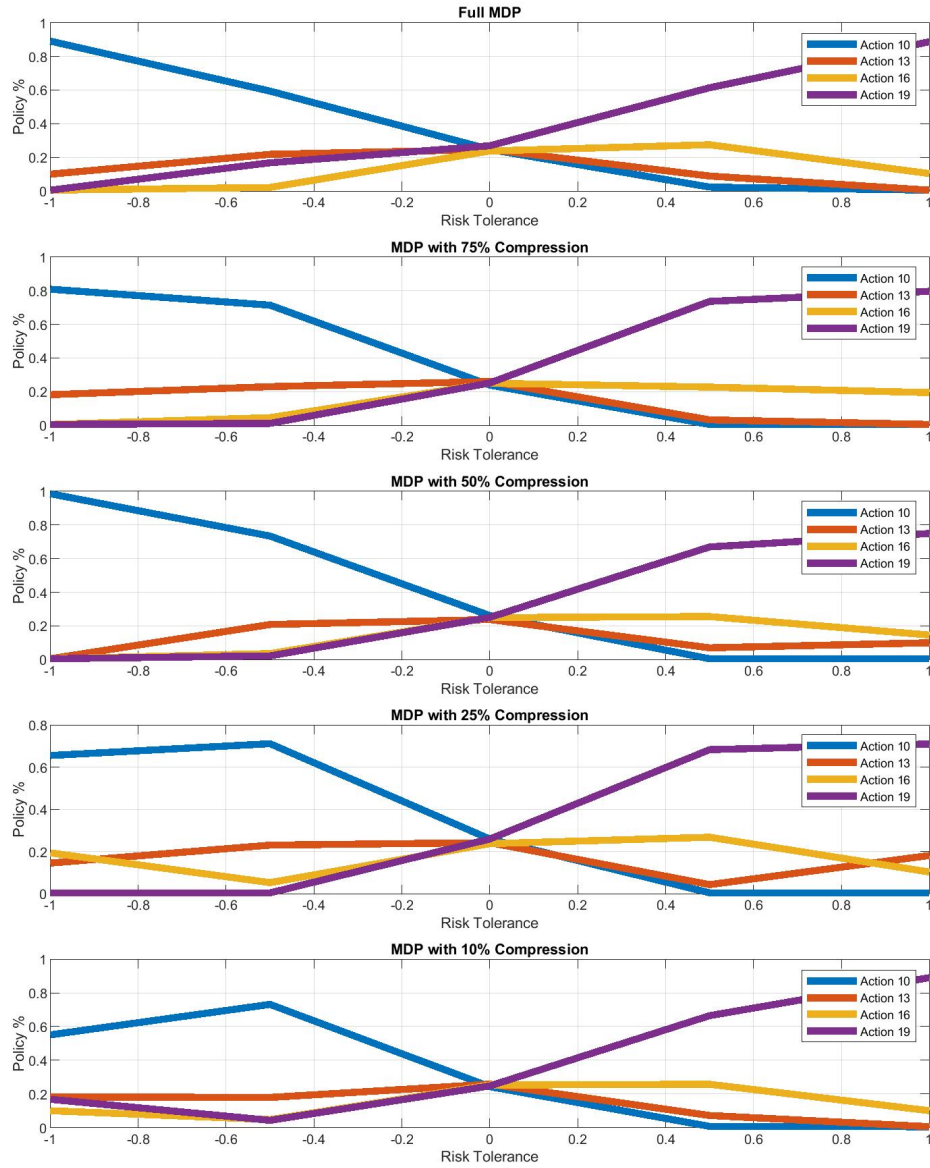 Full MDP
1
0.8
0.6
0.4
0.2
0
Policy %
Action 10
Action 13
Action 16
Action 19
-1 -0.8 -0.6 -0.4 -0.2 0 0.2 0.4 0.6 0.8 1
Risk Tolerance
MDP with 75% Compression
1
0.8
0.6
0.4
0.2
0
Policy %
Action 10
Action 13
Action 16
Action 19
-1 -0.8 -0.6 -0.4 -0.2 0 0.2 0.4 0.6 0.8 1
Risk Tolerance
MDP with 50% Compression
1
0.8
0.6
0.4
0.2
0
Policy %
Action 10
Action 13
Action 16
Action 19
-1 -0.8 -0.6 -0.4 -0.2 0 0.2 0.4 0.6 0.8 1
Risk Tolerance
MDP with 25% Compression
0.8
0.6
0.4
0.2
0
Policy %
Action 10
Action 13
Action 16
Action 19
-1 -0.8 -0.6 -0.4 -0.2 0 0.2 0.4 0.6 0.8 1
Risk Tolerance
MDP with 10% Compression
1
0.8
0.6
0.4
0.2
0
Policy %
Action 10
Action 13
Action 16
Action 19
-1 -0.8 -0.6 -0.4 -0.2 0 0.2 0.4 0.6 0.8 1
Risk Tolerance